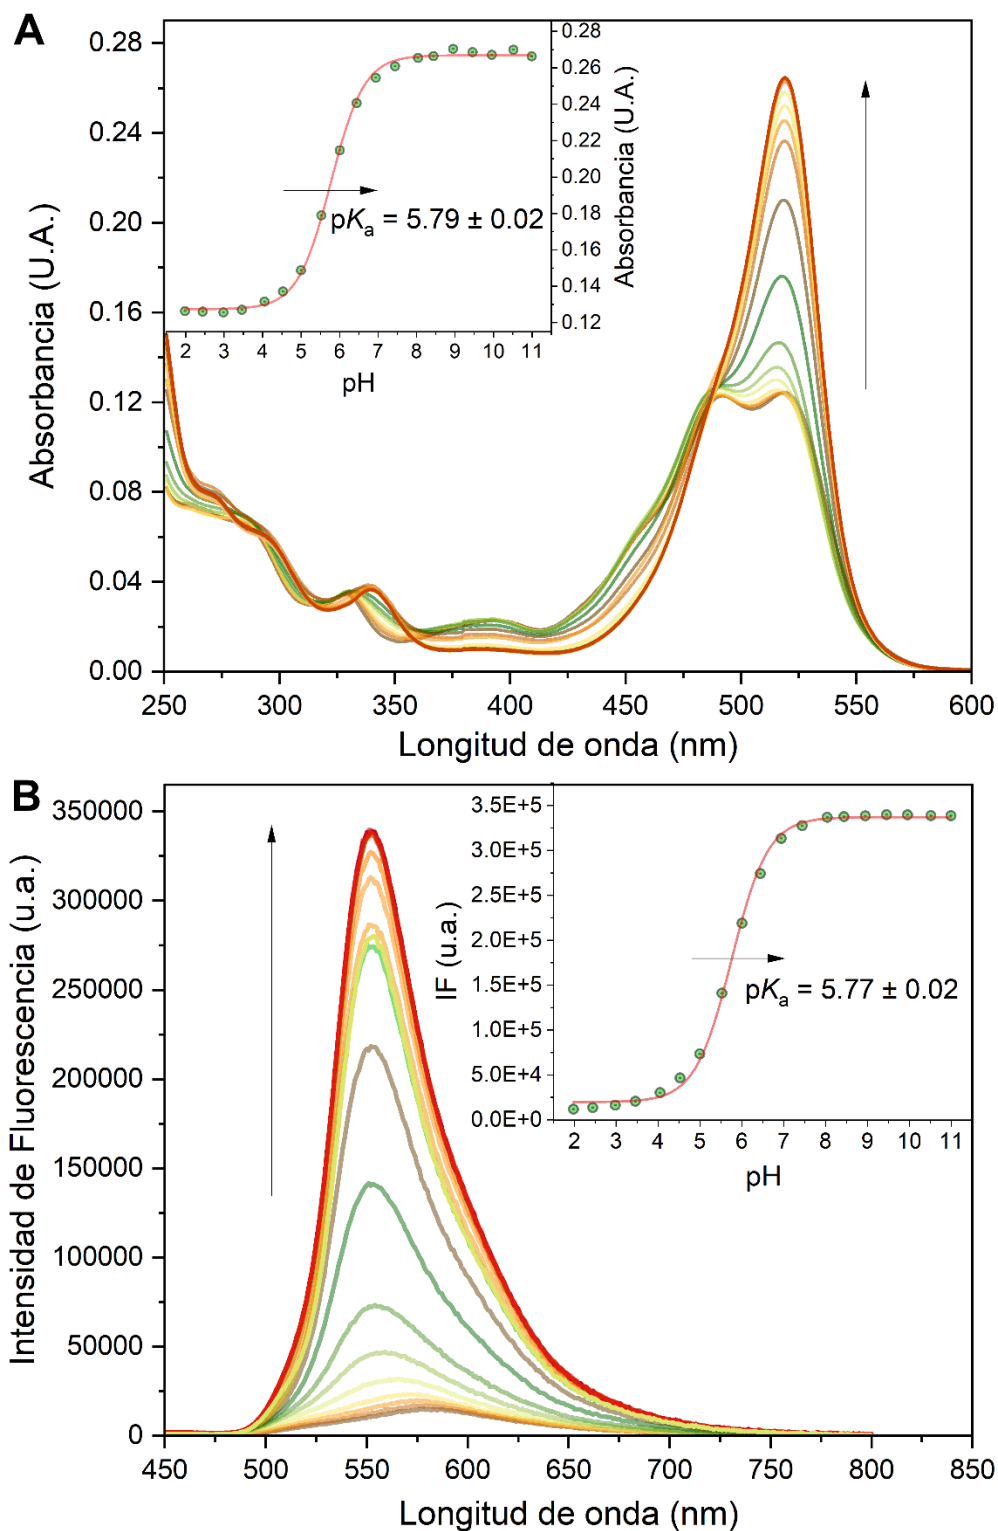 A
0.28
0.24
0.20
0.16
0.12
0.08
0.04
0.00
Absorbancia (U.A.)
250 300 350 400 450 500 550 600
Longitud de onda (nm)
0.28
0.26
0.24
0.22
0.20
0.18
0.16
0.14
0.12
Absorbancia (U.A.)
pKa = 5.79 ± 0.02
2 3 4 5 6 7 8 9 10 11
pH
B
350000
300000
250000
200000
150000
100000
50000
0
Intensidad de Fluorescencia (u.a.)
450 500 550 600 650 700 750 800 850
Longitud de onda (nm)
3.5E+5
3.0E+5
2.5E+5
2.0E+5
1.5E+5
1.0E+5
5.0E+4
0.0E+0
IF (u.a.)
pKa = 5.77 ± 0.02
2 3 4 5 6 7 8 9 10 11
pH